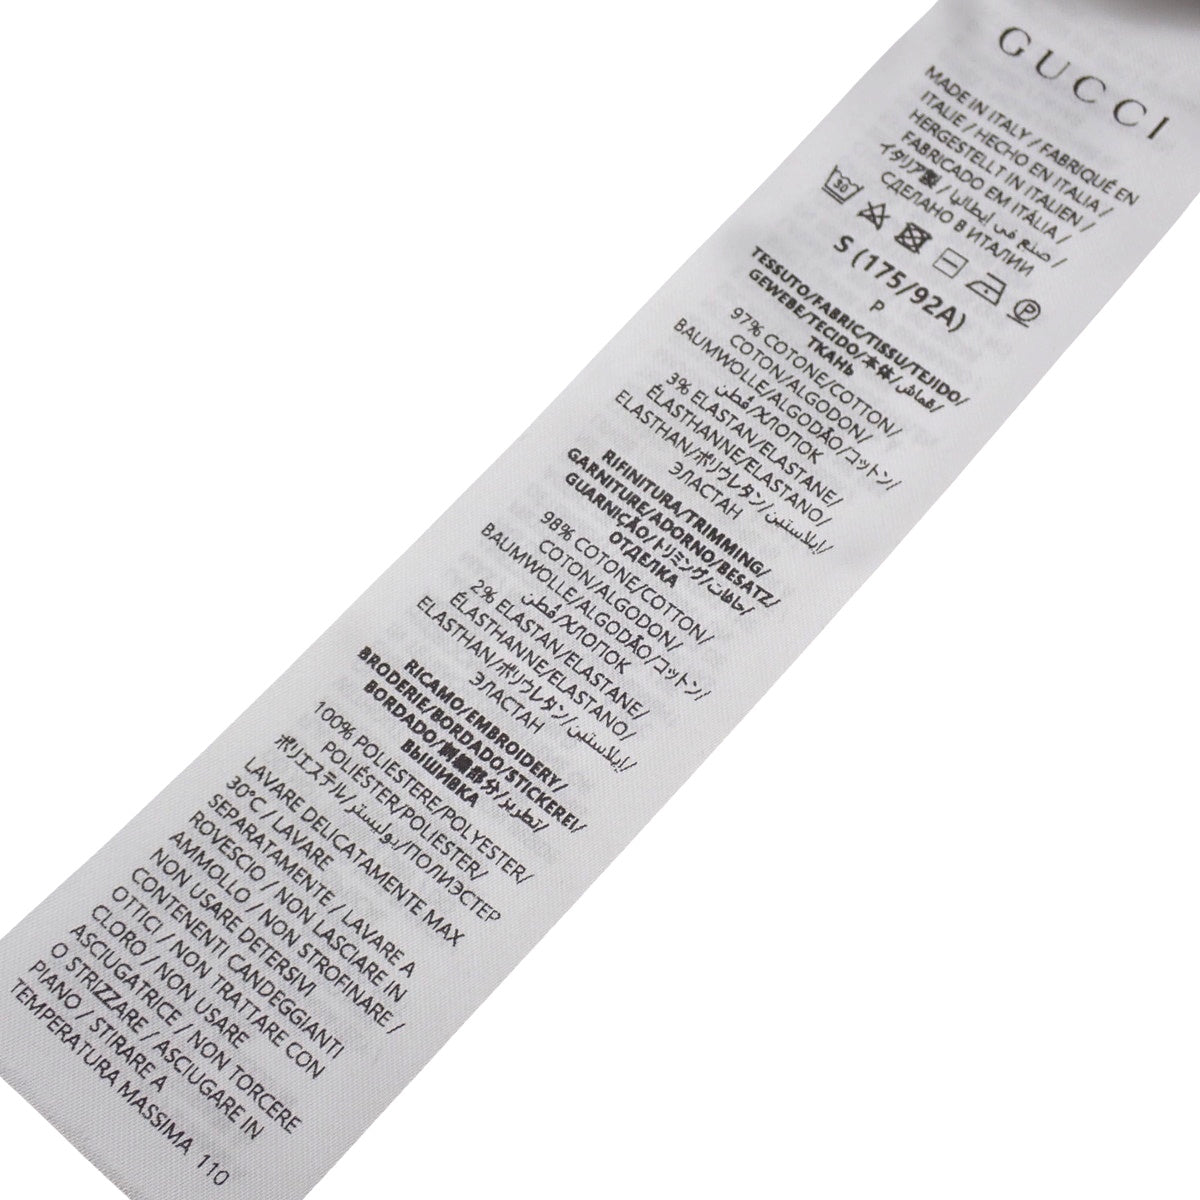 GUCCI
MADE IN ITALY / FABRIQUÉ EN
ITALIE / HECHO EN ITALIA /
HERGESTELLT IN ITALIEN /
FABRICADO EM ITÁLIA /
イタリア製 / صنع في إيطاليا /
СДЕЛАНО В ИТАЛИИ
30 P
S (175/92A)
P
TESSUTO/FABRIC/TISSU/TEJIDO/
GEWEBE/TECIDO/本体/قماش/
ТКАНЬ
97% COTONE/COTTON/
COTON/ALGODON/
BAUMWOLLE/ALGODÃO/コットン/
قطن/ХЛОПОК
3% ELASTAN/ELASTANE/
ÉLASTHANNE/ELASTANO/
ELASTHAN/ポリウレタン/إيلاستين/
ЭЛАСТАН
RIFINITURA/TRIMMING/
GARNITURE/ADORNO/BESATZ/
GUARNIÇÃO/トリミング/حافات/
ОТДЕЛКА
98% COTONE/COTTON/
COTON/ALGODON/
BAUMWOLLE/ALGODÃO/コットン/
قطن/ХЛОПОК
2% ELASTAN/ELASTANE/
ÉLASTHANNE/ELASTANO/
ELASTHAN/ポリウレタン/إيلاستين/
ЭЛАСТАН
RICAMO/EMBROIDERY/
BRODERIE/BORDADO/STICKEREI/
BORDADO/刺繍部分/تطريز/
ВЫШИВКА
100% POLIESTERE/POLYESTER/
POLIÉSTER/POLIESTER/
ポリエステル/بوليستر/ПОЛИЭСТЕР
LAVARE DELICATAMENTE MAX
30°C / LAVARE
SEPARATAMENTE / LAVARE A
ROVESCIO / NON LASCIARE IN
AMMOLLO / NON STROFINARE /
NON USARE DETERSIVI
CONTENENTI CANDEGGIANTI
OTTICI / NON TRATTARE CON
CLORO / NON USARE
ASCIUGATRICE / NON TORCERE
O STRIZZARE / ASCIUGARE IN
PIANO / STIRARE A
TEMPERATURA MASSIMA 110